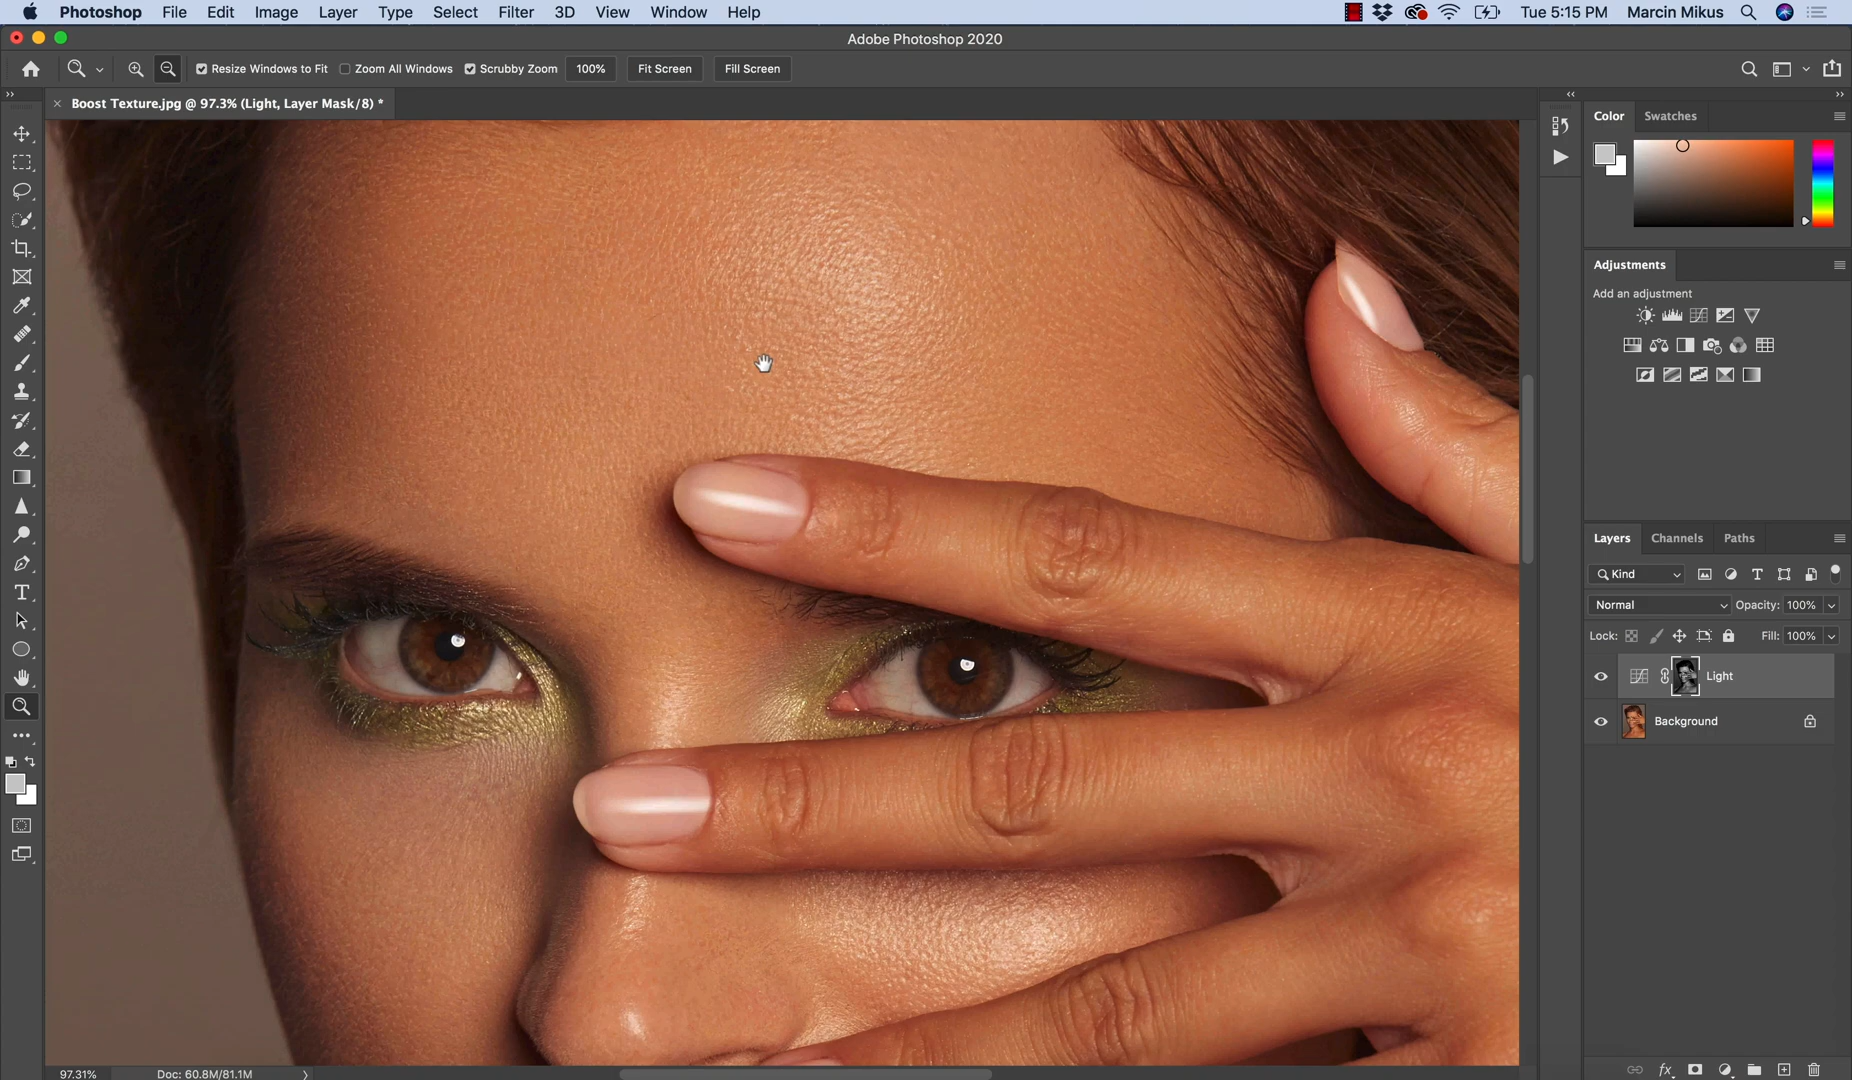 Photoshop File Edit Image Layer Type Select Filter 3D View Window Help Tue 5:15 PM Marcin Mikus
Adobe Photoshop 2020
Resize Windows to Fit Zoom All Windows Scrubby Zoom 100% Fit Screen Fill Screen
Boost Texture.jpg @ 97.3% (Light, Layer Mask/8) *
Color Swatches
Adjustments
Add an adjustment
Layers Channels Paths
Kind
Normal Opacity: 100%
Lock: Fill: 100%
Light
Background
97.31% Doc: 60.8M/81.1M